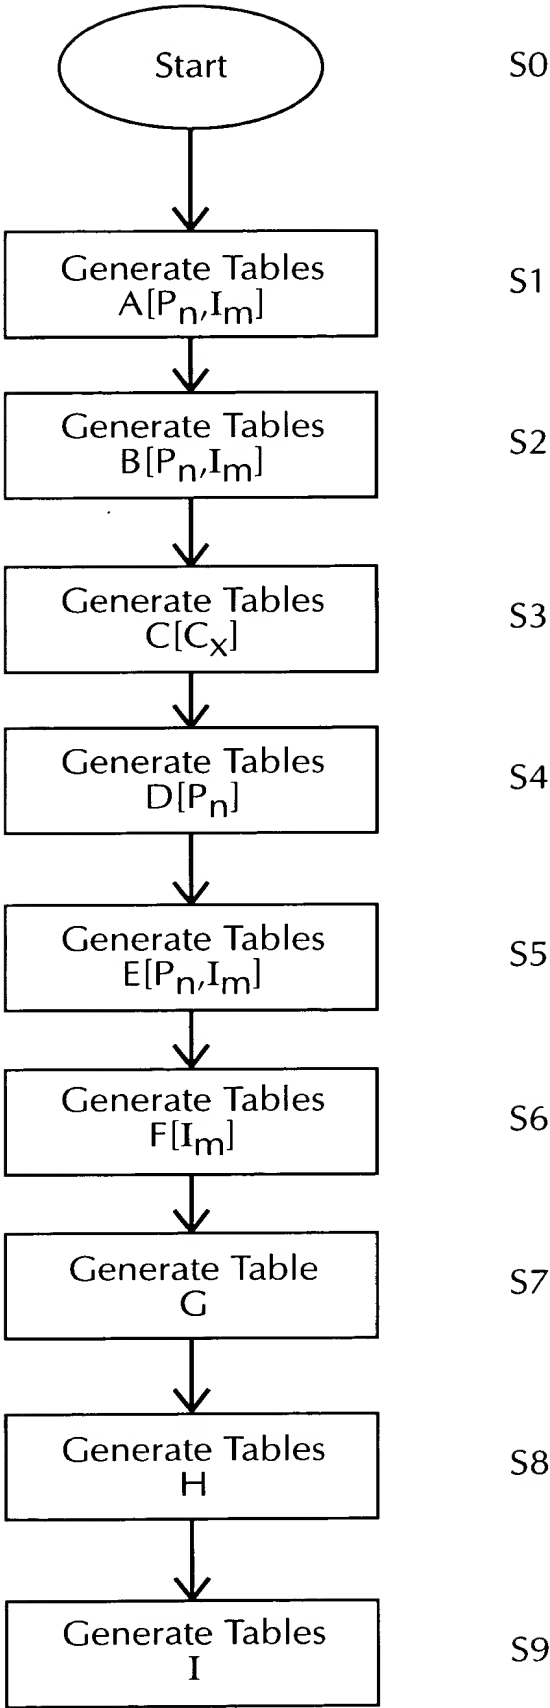 Start S0
Generate Tables
A[Pn,Im] S1
Generate Tables
B[Pn,Im] S2
Generate Tables
C[Cx] S3
Generate Tables
D[Pn] S4
Generate Tables
E[Pn,Im] S5
Generate Tables
F[Im] S6
Generate Table
G S7
Generate Tables
H S8
Generate Tables
I S9